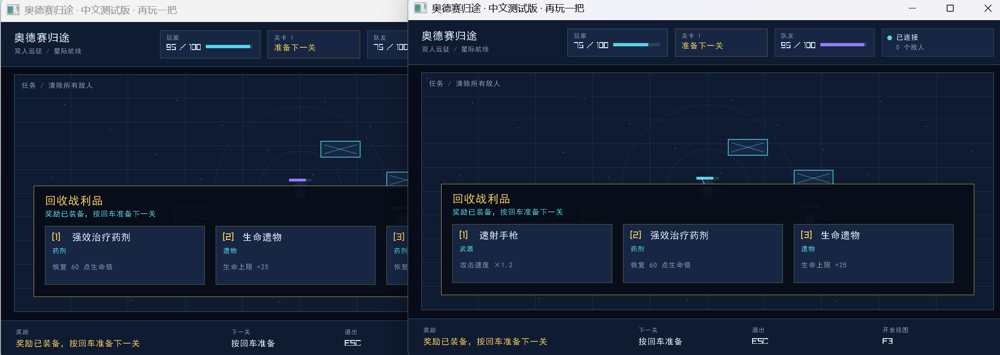 奥德赛归途 · 中文测试版 · 再玩一把
奥德赛归途
双人远征 / 星际航线
玩家
95 / 100
关卡 1
准备下一关
队友
75 / 100
任务 / 清除所有敌人
回收战利品
奖励已装备，按回车准备下一关
[1] 强效治疗药剂
药剂
恢复 60 点生命值
[2] 生命遗物
遗物
生命上限 +25
[3]
药剂
恢复
奖励
奖励已装备，按回车准备下一关
下一关
按回车准备
退出
ESC
奥德赛归途 · 中文测试版 · 再玩一把
奥德赛归途
双人远征 / 星际航线
玩家
75 / 100
关卡 1
准备下一关
队友
95 / 100
已连接
0 个敌人
任务 / 清除所有敌人
回收战利品
奖励已装备，按回车准备下一关
[1] 速射手枪
武器
攻击速度 ×1.2
[2] 强效治疗药剂
药剂
恢复 60 点生命值
[3] 生命遗物
遗物
生命上限 +25
奖励
奖励已装备，按回车准备下一关
下一关
按回车准备
退出
ESC
开发视图
F3